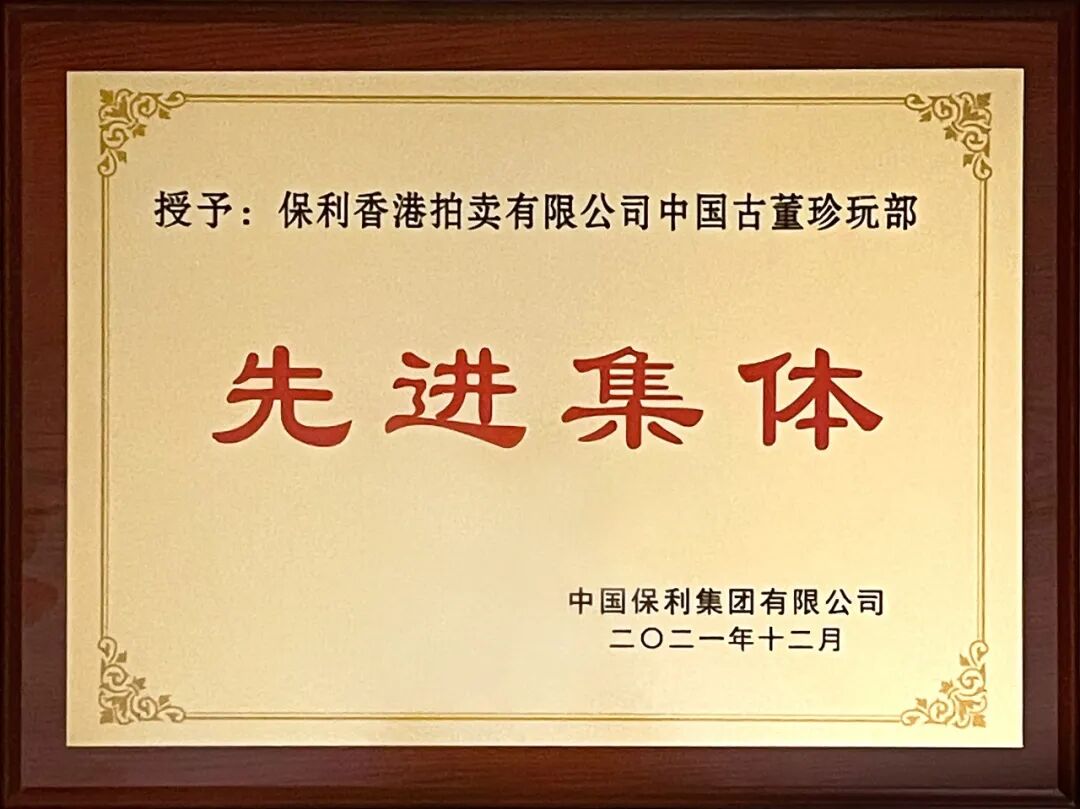 授予：保利香港拍卖有限公司中国古董珍玩部
先进集体
中国保利集团有限公司
二〇二一年十二月